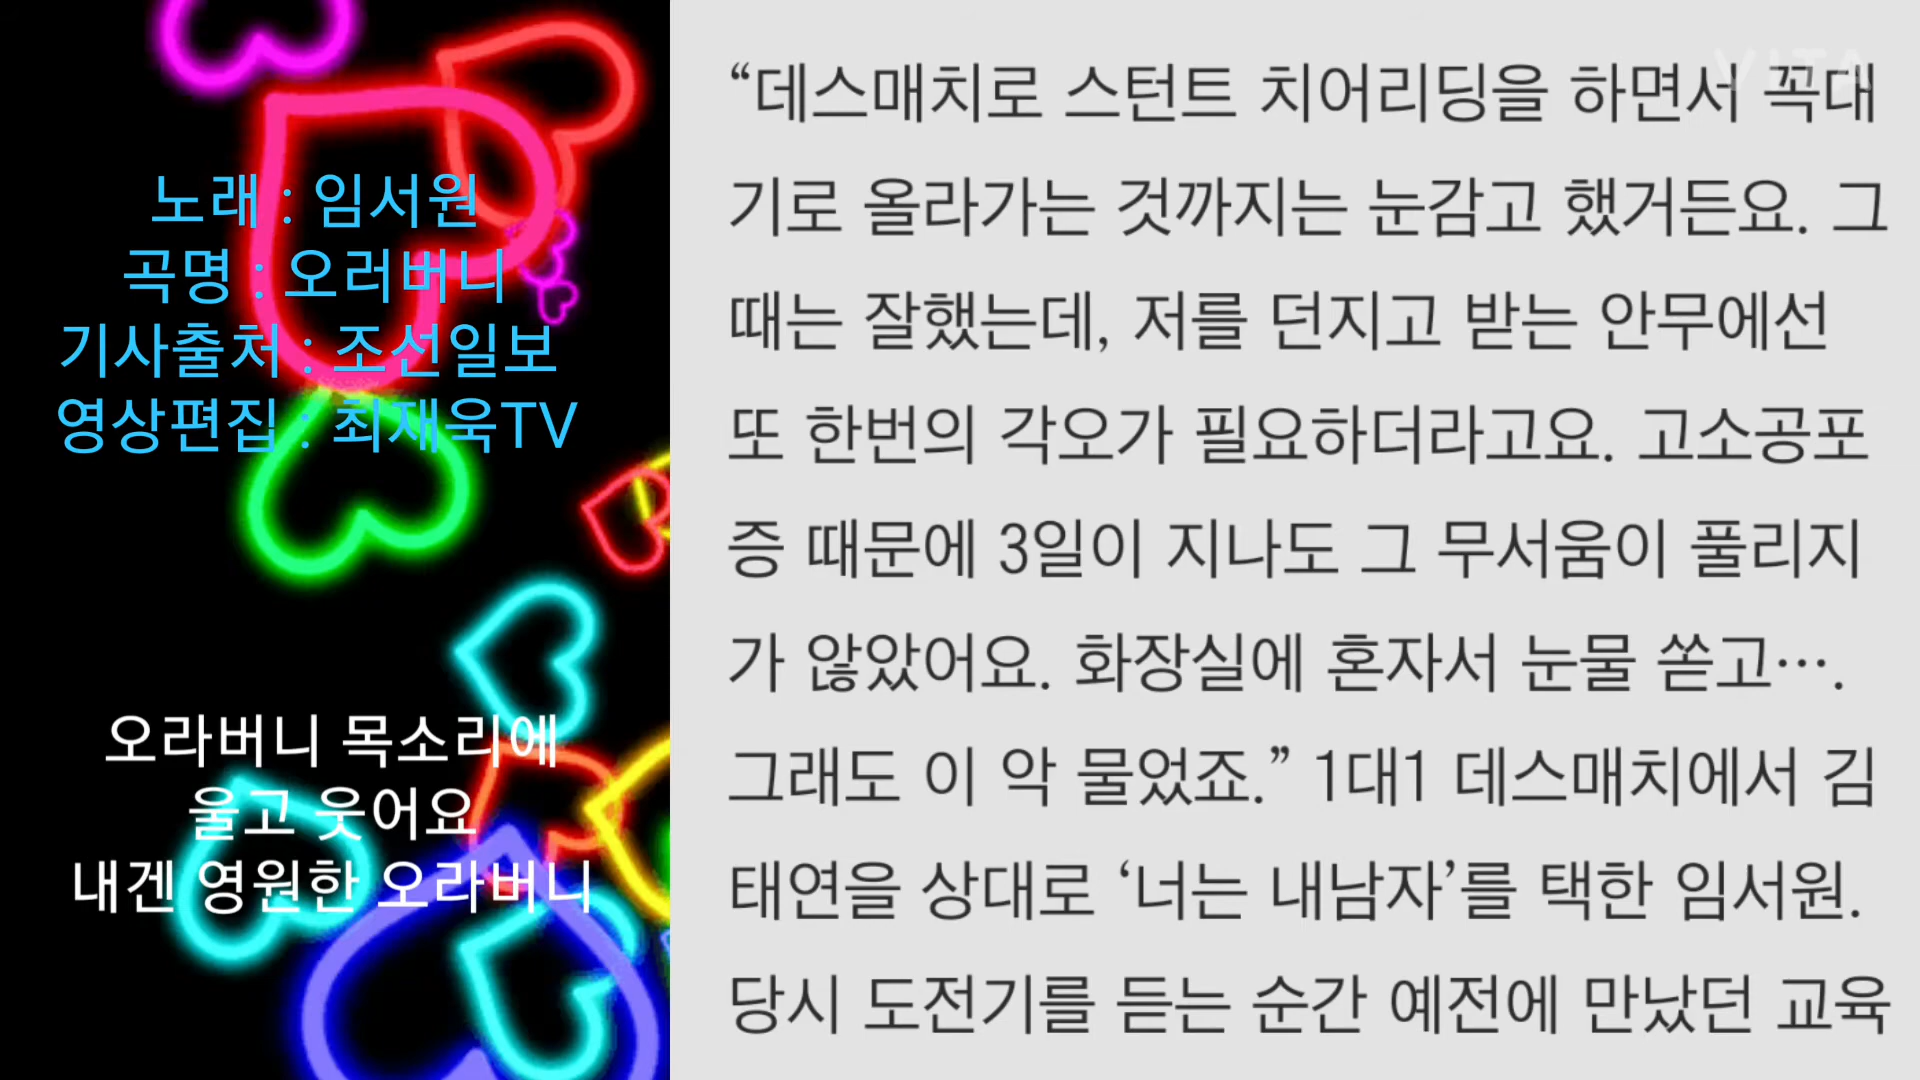 노래 : 임서원
곡명 : 오러버니
기사출처 : 조선일보
영상편집 : 최재욱TV
오라버니 목소리에
울고 웃어요
내겐 영원한 오라버니
VITA
“데스매치로 스턴트 치어리딩을 하면서 꼭대
기로 올라가는 것까지는 눈감고 했거든요. 그
때는 잘했는데, 저를 던지고 받는 안무에선
또 한번의 각오가 필요하더라고요. 고소공포
증 때문에 3일이 지나도 그 무서움이 풀리지
가 않았어요. 화장실에 혼자서 눈물 쏟고….
그래도 이 악 물었죠.” 1대1 데스매치에서 김
태연을 상대로 ‘너는 내남자’를 택한 임서원.
당시 도전기를 듣는 순간 예전에 만났던 교육